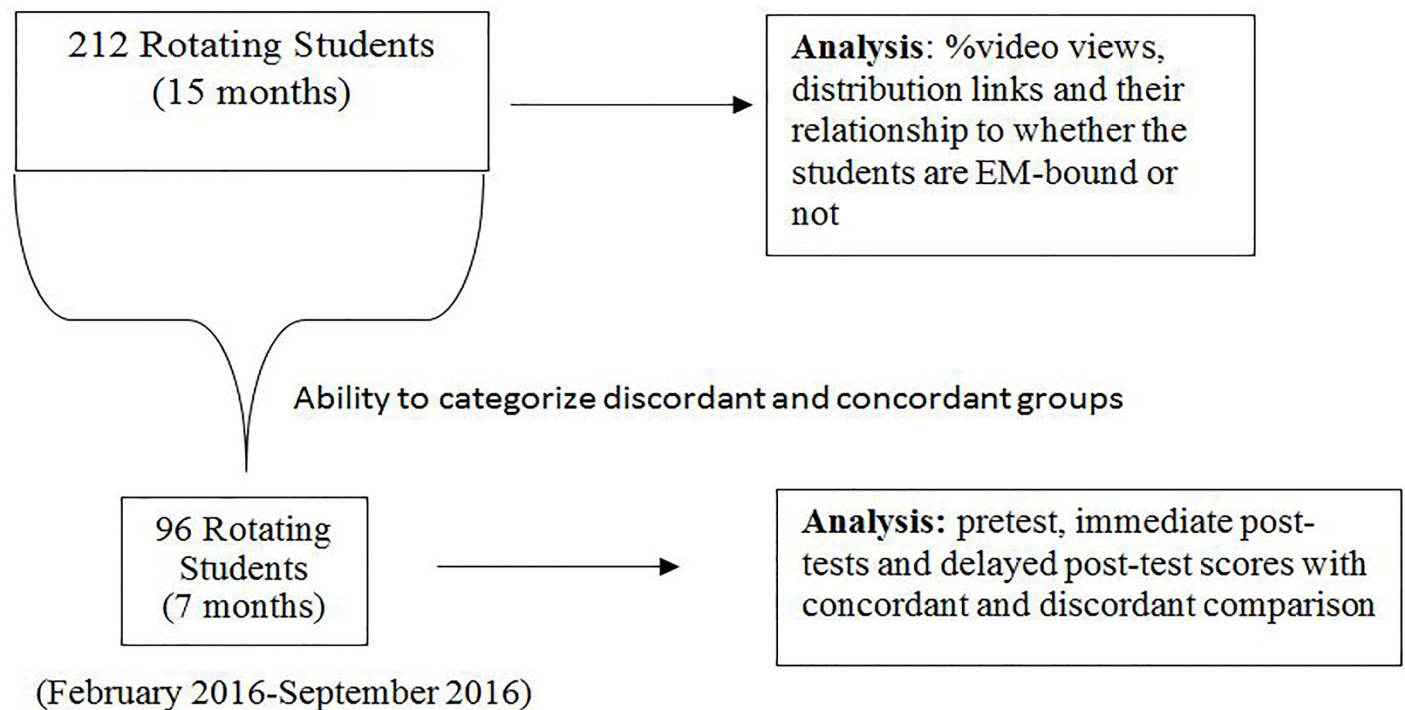 212 Rotating Students
(15 months)
Analysis: %video views,
distribution links and their
relationship to whether the
students are EM-bound or
not
Ability to categorize discordant and concordant groups
96 Rotating
Students
(7 months)
Analysis: pretest, immediate post-
tests and delayed post-test scores with
concordant and discordant comparison
(February 2016-September 2016)